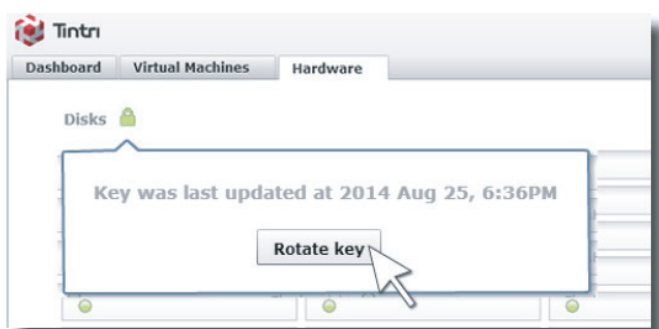 Tintri
Dashboard Virtual Machines Hardware
Disks
Key was last updated at 2014 Aug 25, 6:36PM
Rotate key